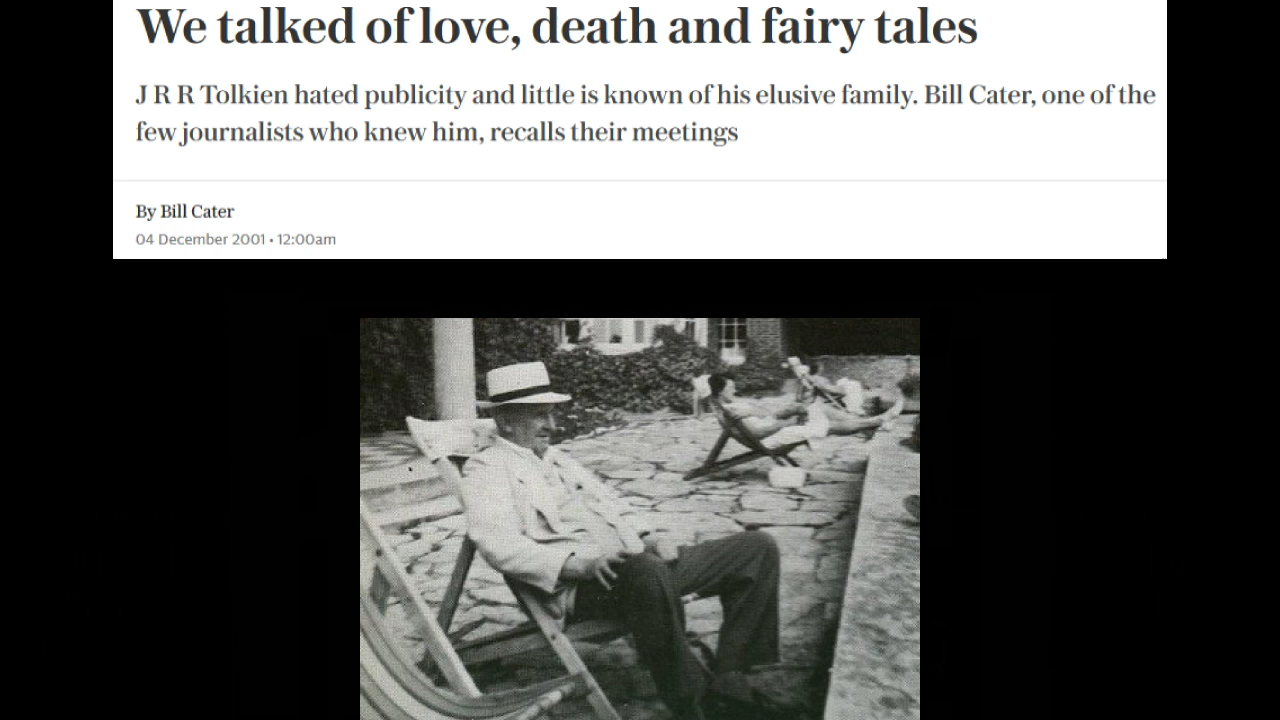 We talked of love, death and fairy tales
J R R Tolkien hated publicity and little is known of his elusive family. Bill Cater, one of the
few journalists who knew him, recalls their meetings
By Bill Cater
04 December 2001 • 12:00am